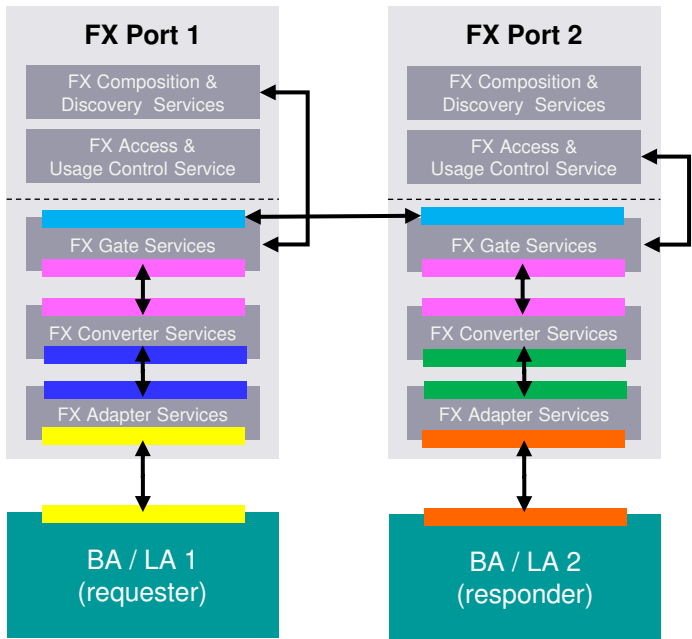 FX Port 1
FX Composition &
Discovery Services
FX Access &
Usage Control Service
FX Gate Services
FX Converter Services
FX Adapter Services
BA / LA 1
(requester)
FX Port 2
FX Composition &
Discovery Services
FX Access &
Usage Control Service
FX Gate Services
FX Converter Services
FX Adapter Services
BA / LA 2
(responder)